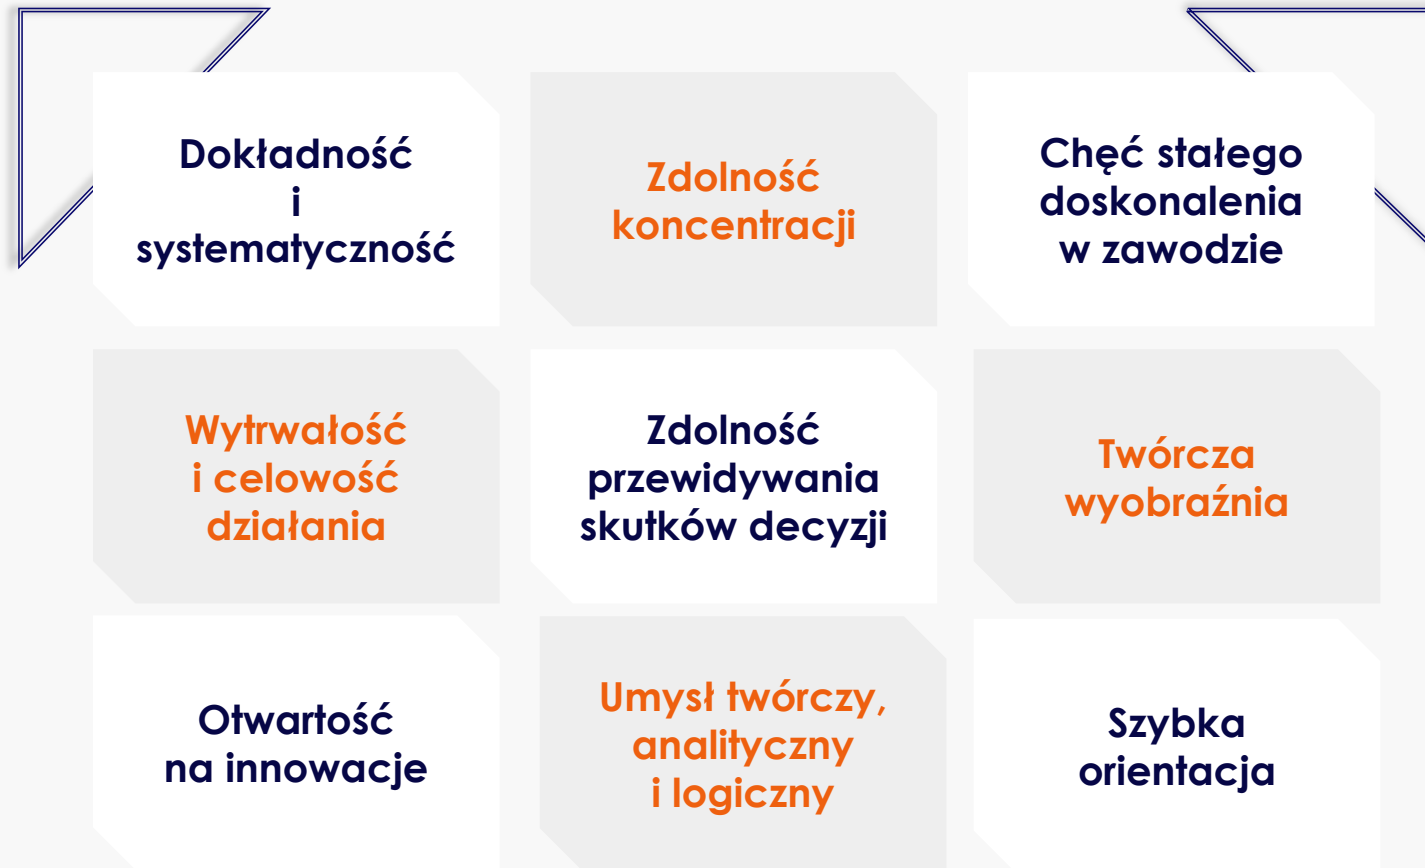 Dokładność
i
systematyczność
Zdolność
koncentracji
Chęć stałego
doskonalenia
w zawodzie
Wytrwałość
i celowość
działania
Zdolność
przewidywania
skutków decyzji
Twórcza
wyobraźnia
Otwartość
na innowacje
Umysł twórczy,
analityczny
i logiczny
Szybka
orientacja